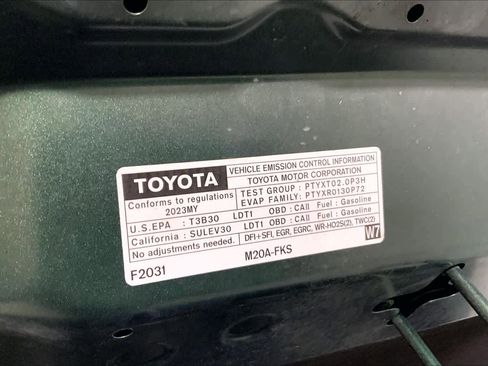 TOYOTA
VEHICLE EMISSION CONTROL INFORMATION
TOYOTA MOTOR CORPORATION
Conforms to regulations
2023MY
TEST GROUP : PTYXT02.0P3H
EVAP FAMILY: PTYXR0130P72
U.S.EPA : T3B30 LDT1 OBD : CAII Fuel : Gasoline
California : SULEV30 LDT1 OBD : CAII Fuel : Gasoline
No adjustments needed.
DFI+SFI, EGR, EGRC, WR-HO2S(2), TWC(2)
W7
F2031
M20A-FKS